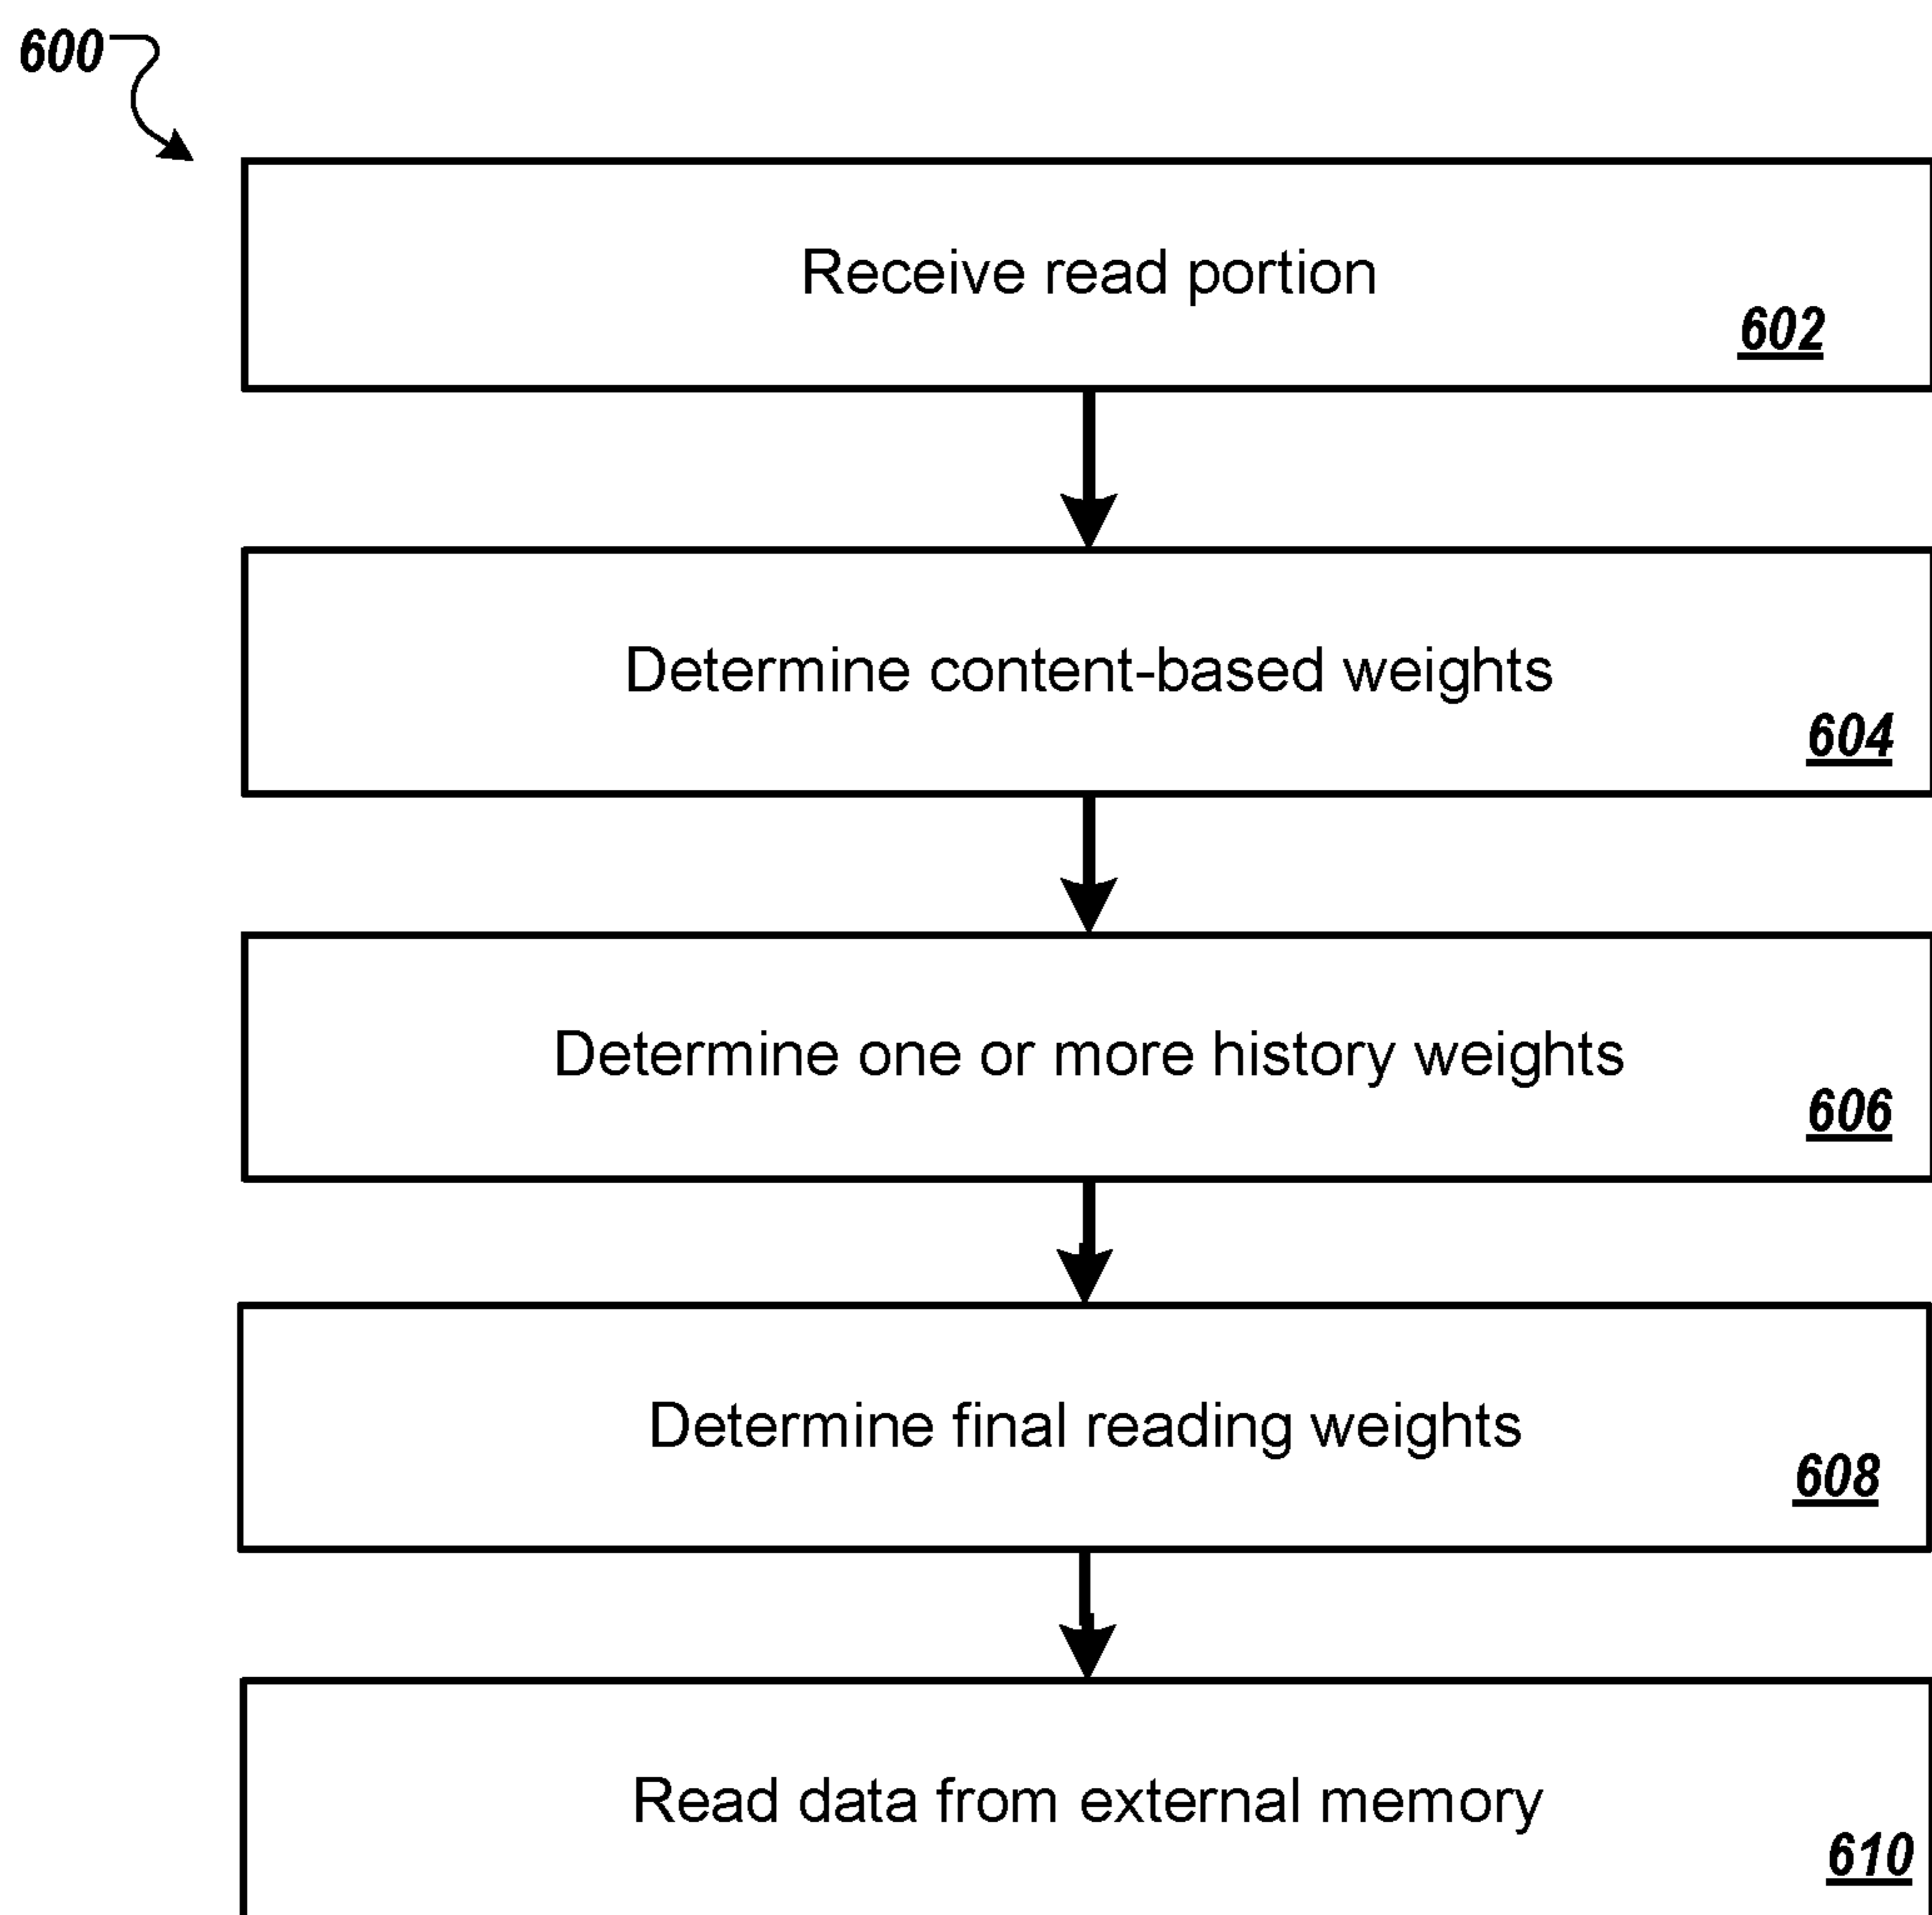 600
Receive read portion
602
Determine content-based weights
604
Determine one or more history weights
606
Determine final reading weights
608
Read data from external memory
610